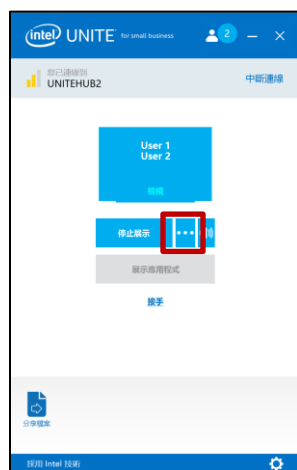 intel UNITE™ for small business 2
您已連線到
UNITEHUB2
中斷連線
User 1
User 2
檢視
停止展示
展示應用程式
接手
分享檔案
採用 Intel 技術